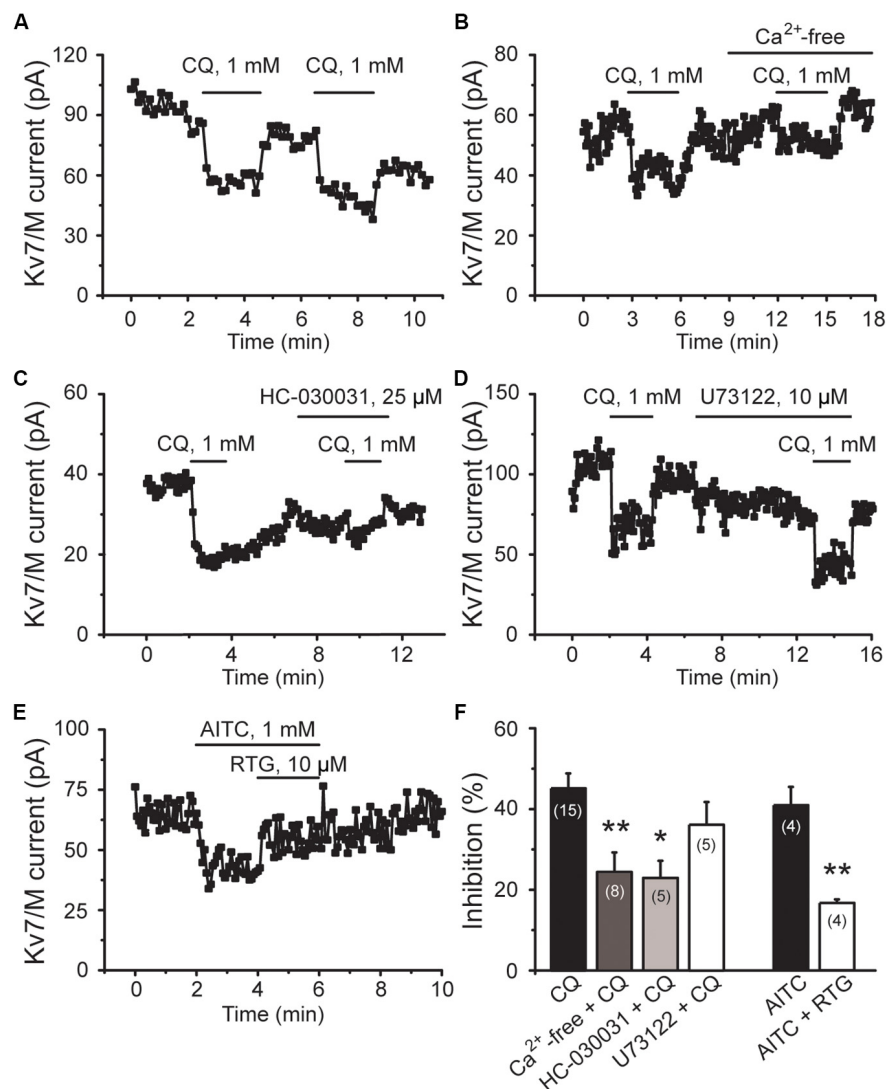 A
Kv7/M current (pA)
120
90
60
30
0
CQ, 1 mM CQ, 1 mM
0 2 4 6 8 10
Time (min)
B
Kv7/M current (pA)
80
60
40
20
0
Ca2+-free
CQ, 1 mM CQ, 1 mM
0 3 6 9 12 15 18
Time (min)
C
Kv7/M current (pA)
60
40
20
0
HC-030031, 25 µM
CQ, 1 mM CQ, 1 mM
0 4 8 12
Time (min)
D
Kv7/M current (pA)
150
100
50
0
CQ, 1 mM U73122, 10 µM
CQ, 1 mM
0 4 8 12 16
Time (min)
E
Kv7/M current (pA)
100
75
50
25
0
AITC, 1 mM
RTG, 10 µM
0 2 4 6 8 10
Time (min)
F
Inhibition (%)
60
40
20
0
** * **
(15) (8) (5) (5) (4) (4)
CQ
Ca2+-free + CQ
HC-030031 + CQ
U73122 + CQ
AITC
AITC + RTG